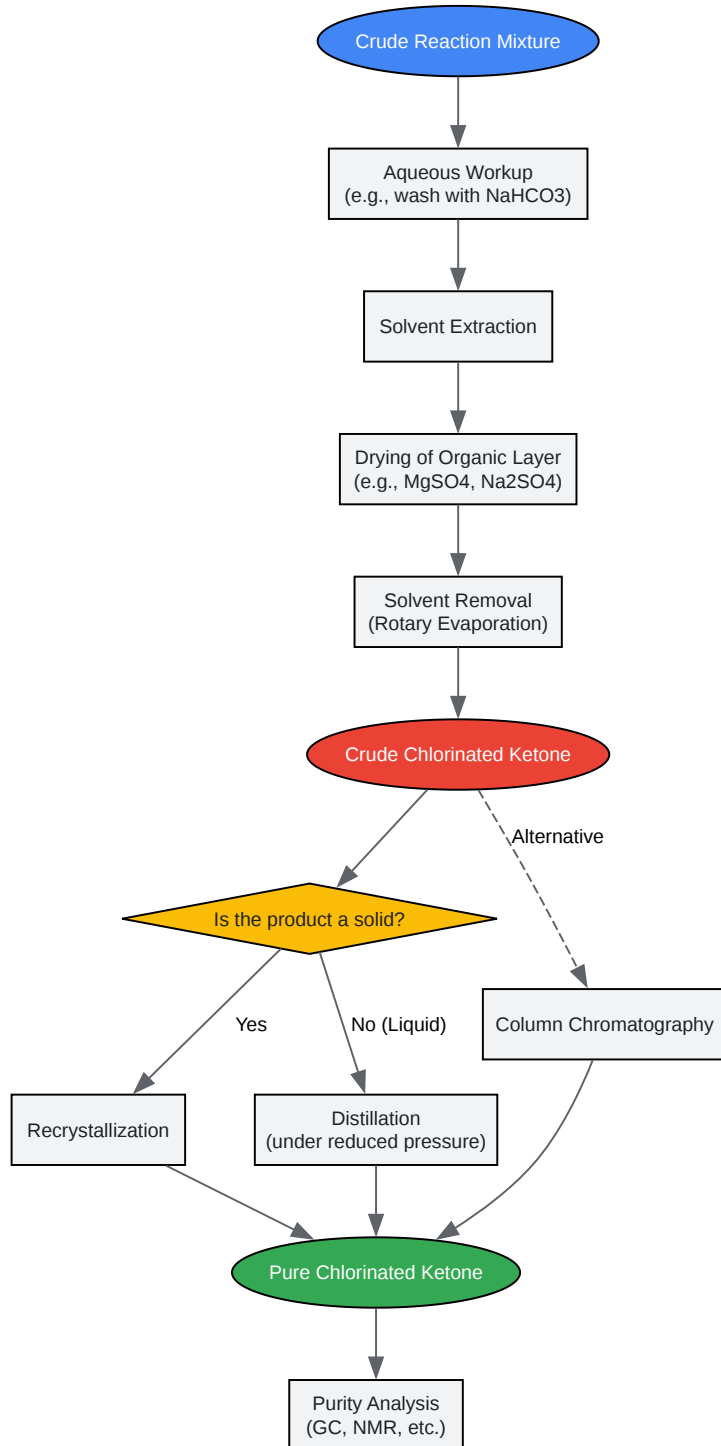 Crude Reaction Mixture
Aqueous Workup
(e.g., wash with NaHCO3)
Solvent Extraction
Drying of Organic Layer
(e.g., MgSO4, Na2SO4)
Solvent Removal
(Rotary Evaporation)
Crude Chlorinated Ketone
Alternative
Is the product a solid?
Yes
No (Liquid)
Column Chromatography
Recrystallization
Distillation
(under reduced pressure)
Pure Chlorinated Ketone
Purity Analysis
(GC, NMR, etc.)